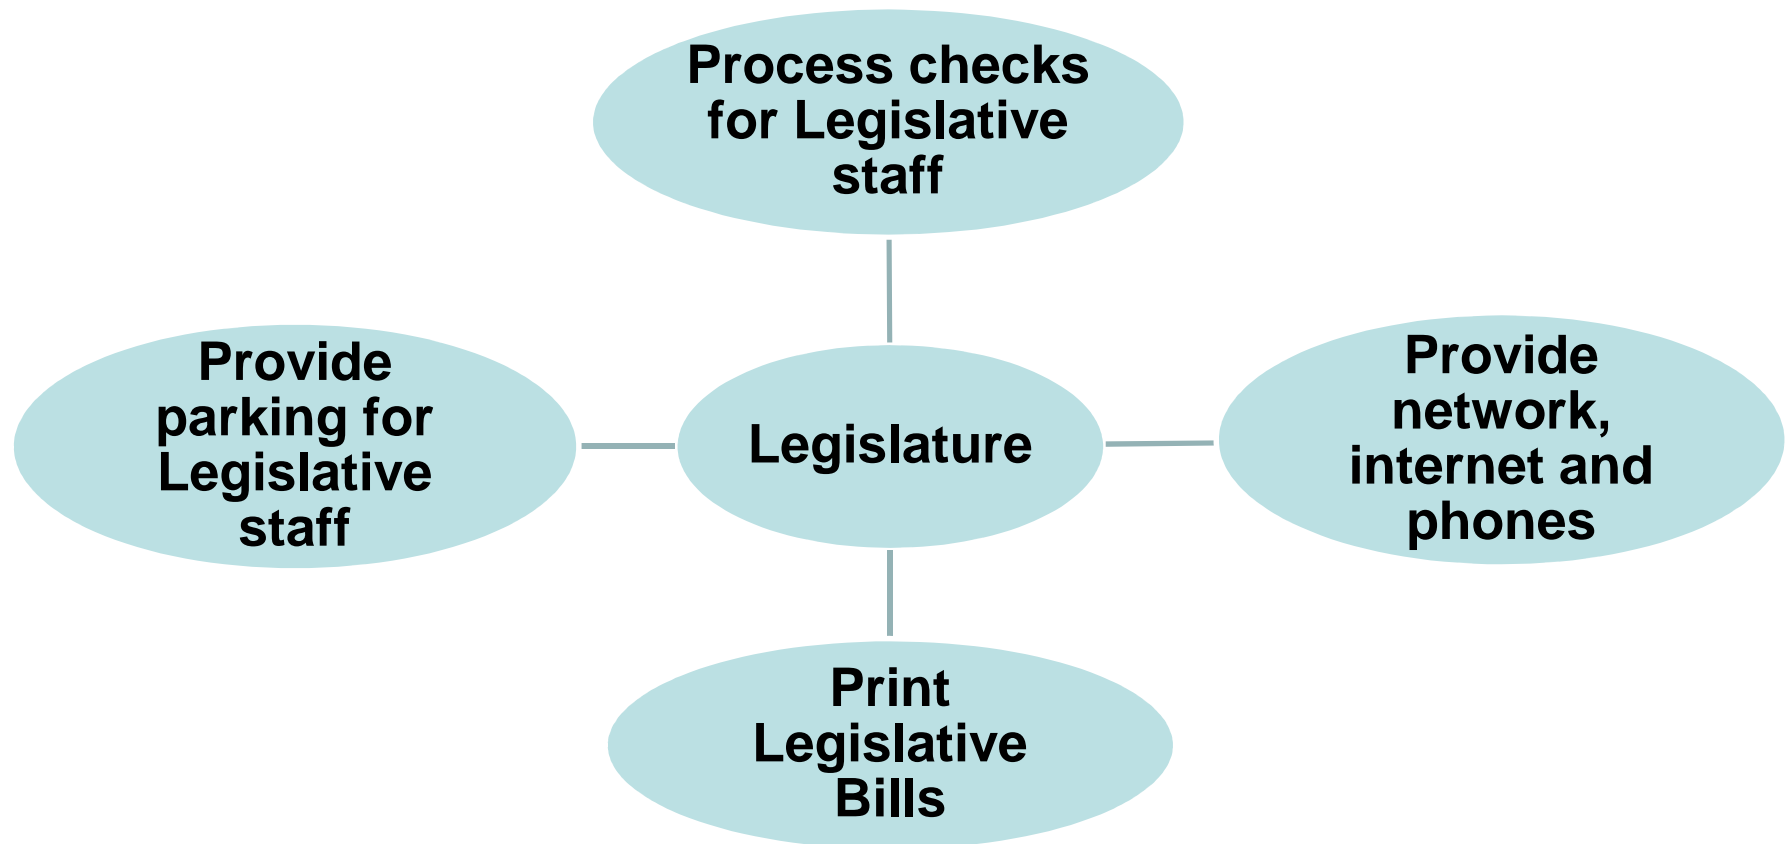 Process checks
for Legislative
staff
Provide
parking for
Legislative
staff
Legislature
Provide
network,
internet and
phones
Print
Legislative
Bills